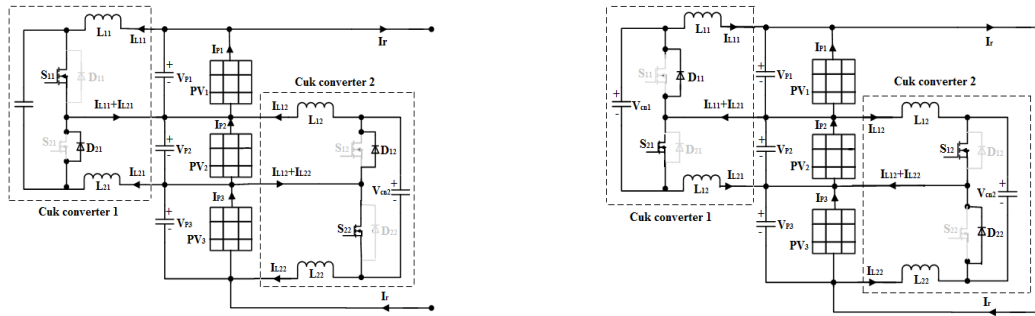 L11
IL11
Ir
S11
D11
VP1
IP1
PV1
Cuk converter 2
IL11+IL21
IL12
L12
S21
D21
VP2
IP2
PV2
S12
D12
IL12+IL22
Vcn2
L21
IL21
Cuk converter 1
VP3
IP3
PV3
S22
D22
IL22
L22
Ir
L11
IL11
Ir
S11
D11
Vcn1
VP1
IP1
PV1
Cuk converter 2
IL11+IL21
L12
IL12
S21
D21
VP2
IP2
PV2
S12
D12
IL12+IL22
Vcn2
L12
IL21
Cuk converter 1
VP3
IP3
PV3
S22
D22
IL22
L22
Ir